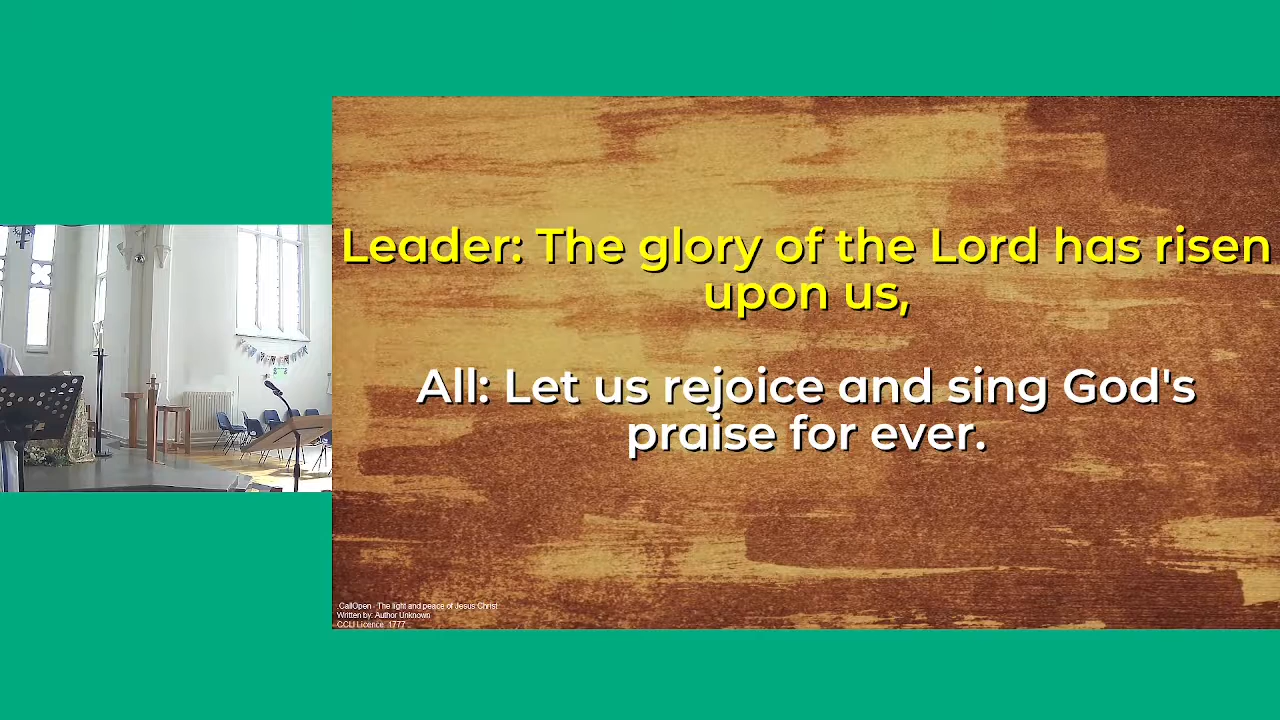 Leader: The glory of the Lord has risen
upon us,
All: Let us rejoice and sing God's
praise for ever.
.CallOpen - The light and peace of Jesus Christ
Written by: Author Unknown
CCLI Licence: 1777